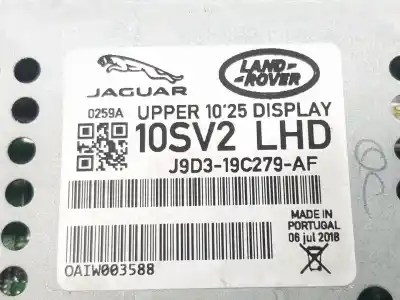 JAGUAR
LAND-
ROVER
0259A
UPPER 10'25 DISPLAY
10SV2 LHD
J9D3-19C279-AF
MADE IN
PORTUGAL
06 jul 2018
OAIW003588